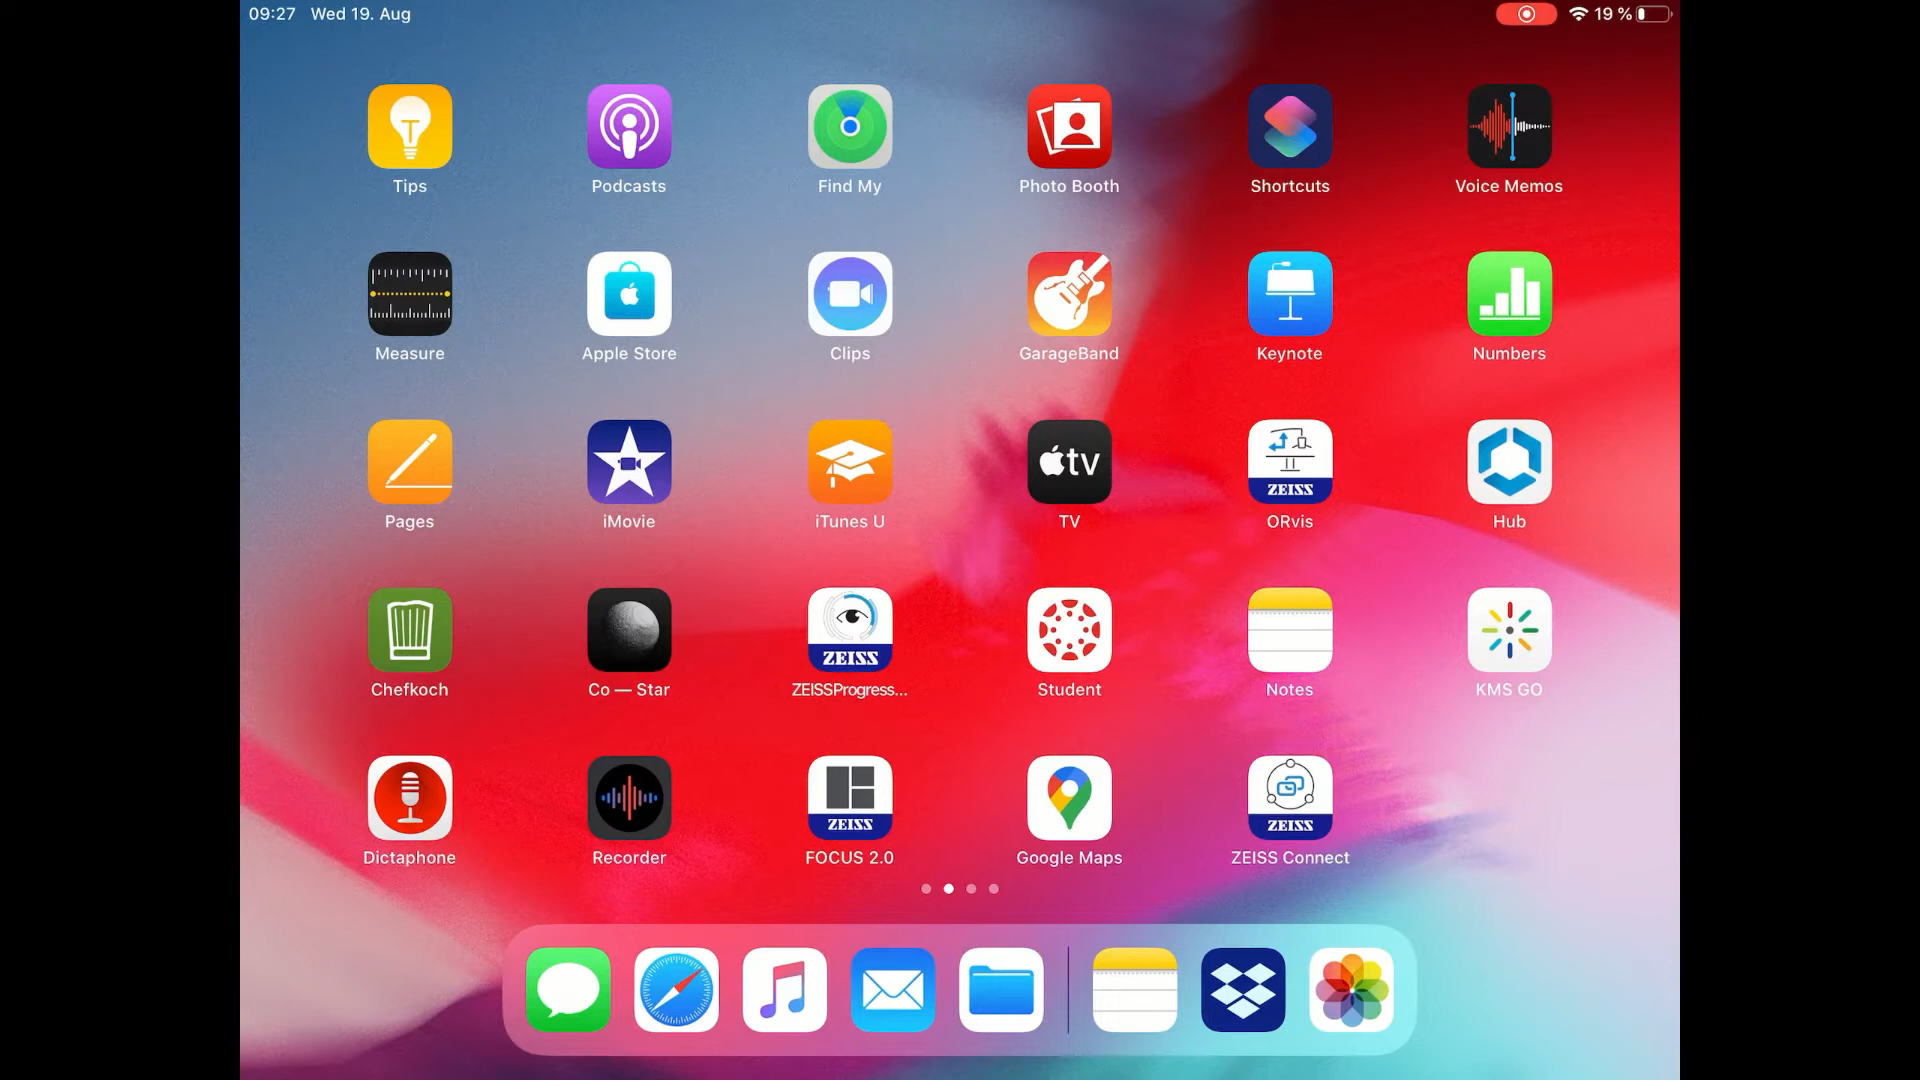 09:27 Wed 19. Aug 19 %
Tips Podcasts Find My Photo Booth Shortcuts Voice Memos
Measure Apple Store Clips GarageBand Keynote Numbers
tv
ZEISS
Pages iMovie iTunes U TV ORvis Hub
ZEISS
Chefkoch Co — Star ZEISSProgress... Student Notes KMS GO
ZEISS ZEISS
Dictaphone Recorder FOCUS 2.0 Google Maps ZEISS Connect